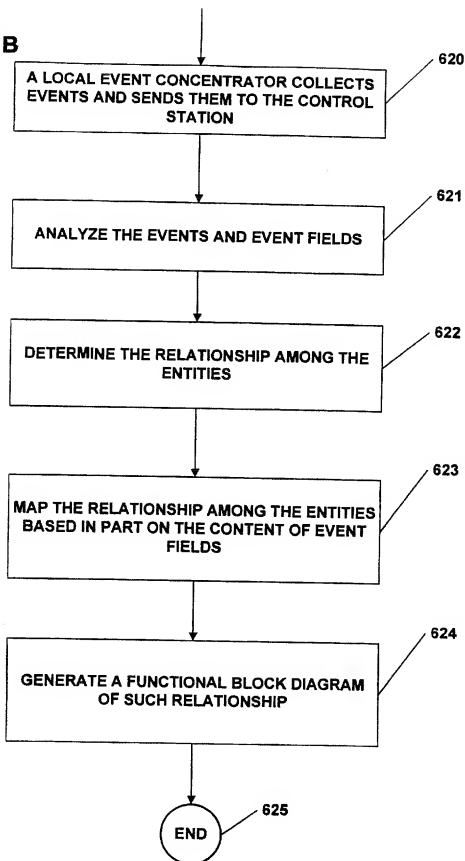 B
620
A LOCAL EVENT CONCENTRATOR COLLECTS
EVENTS AND SENDS THEM TO THE CONTROL
STATION
621
ANALYZE THE EVENTS AND EVENT FIELDS
622
DETERMINE THE RELATIONSHIP AMONG THE
ENTITIES
623
MAP THE RELATIONSHIP AMONG THE ENTITIES
BASED IN PART ON THE CONTENT OF EVENT
FIELDS
624
GENERATE A FUNCTIONAL BLOCK DIAGRAM
OF SUCH RELATIONSHIP
625
END